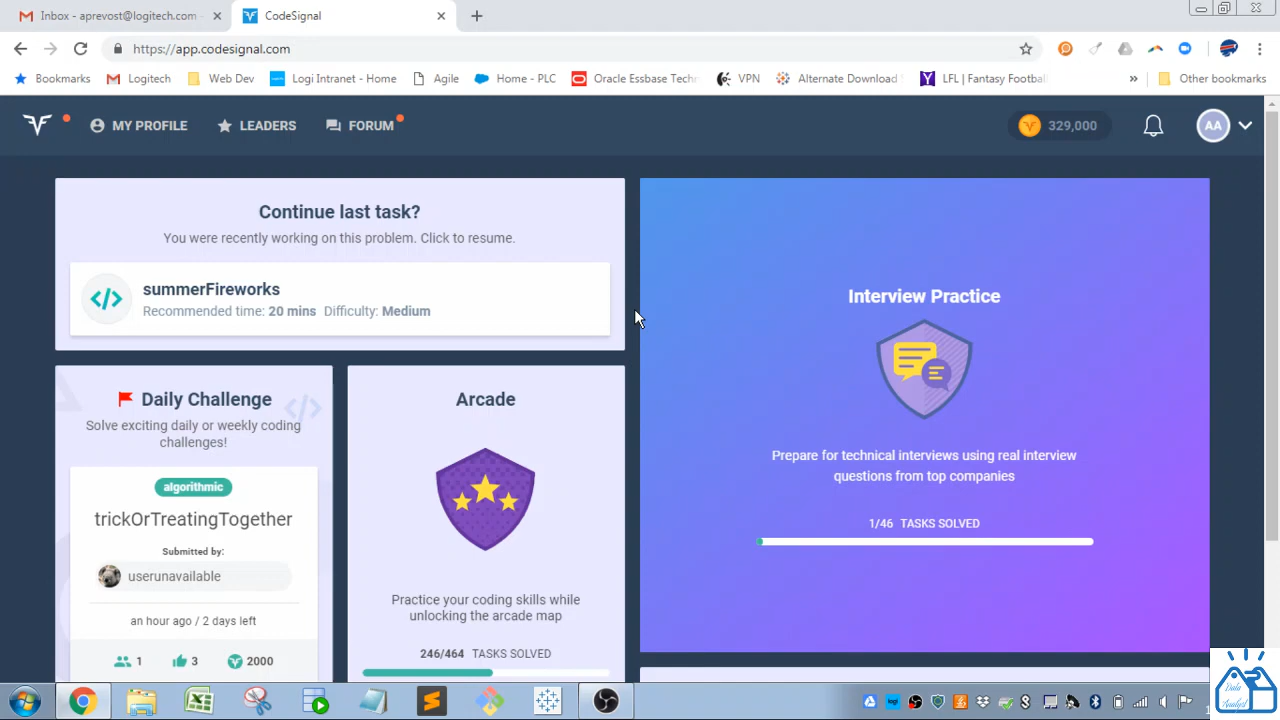 Inbox - aprevost@logitech.com -
CodeSignal
https://app.codesignal.com
Bookmarks
Logitech
Web Dev
Logi Intranet - Home
Agile
Home - PLC
Oracle Essbase Techn
VPN
Alternate Download
LFL | Fantasy Football
»
Other bookmarks
MY PROFILE
LEADERS
FORUM
329,000
AA
Continue last task?
You were recently working on this problem. Click to resume.
summerFireworks
Recommended time: 20 mins Difficulty: Medium
Daily Challenge
Solve exciting daily or weekly coding
challenges!
algorithmic
trickOrTreatingTogether
Submitted by:
userunavailable
an hour ago / 2 days left
1
3
2000
Arcade
Practice your coding skills while
unlocking the arcade map
246/464 TASKS SOLVED
Interview Practice
Prepare for technical interviews using real interview
questions from top companies
1/46 TASKS SOLVED
logi
Data
Analyst